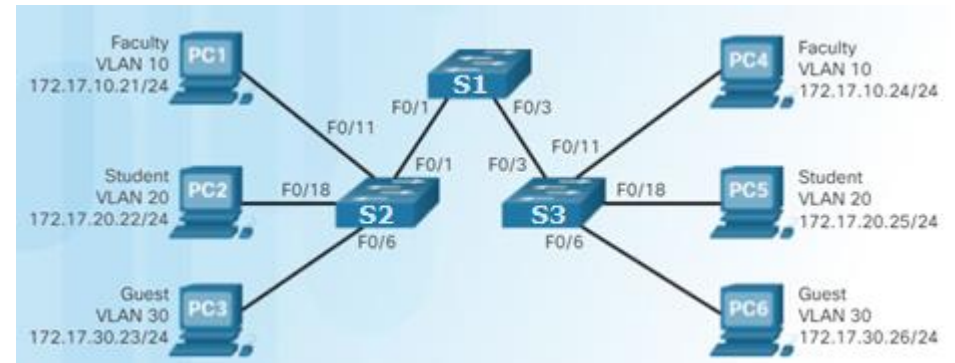 Faculty
VLAN 10
172.17.10.21/24
PC1
S1
PC4
Faculty
VLAN 10
172.17.10.24/24
F0/1
F0/3
F0/11
F0/11
F0/1
F0/3
Student
VLAN 20
172.17.20.22/24
PC2
F0/18
S2
S3
F0/18
PC5
Student
VLAN 20
172.17.20.25/24
F0/6
F0/6
Guest
VLAN 30
172.17.30.23/24
PC3
PC6
Guest
VLAN 30
172.17.30.26/24